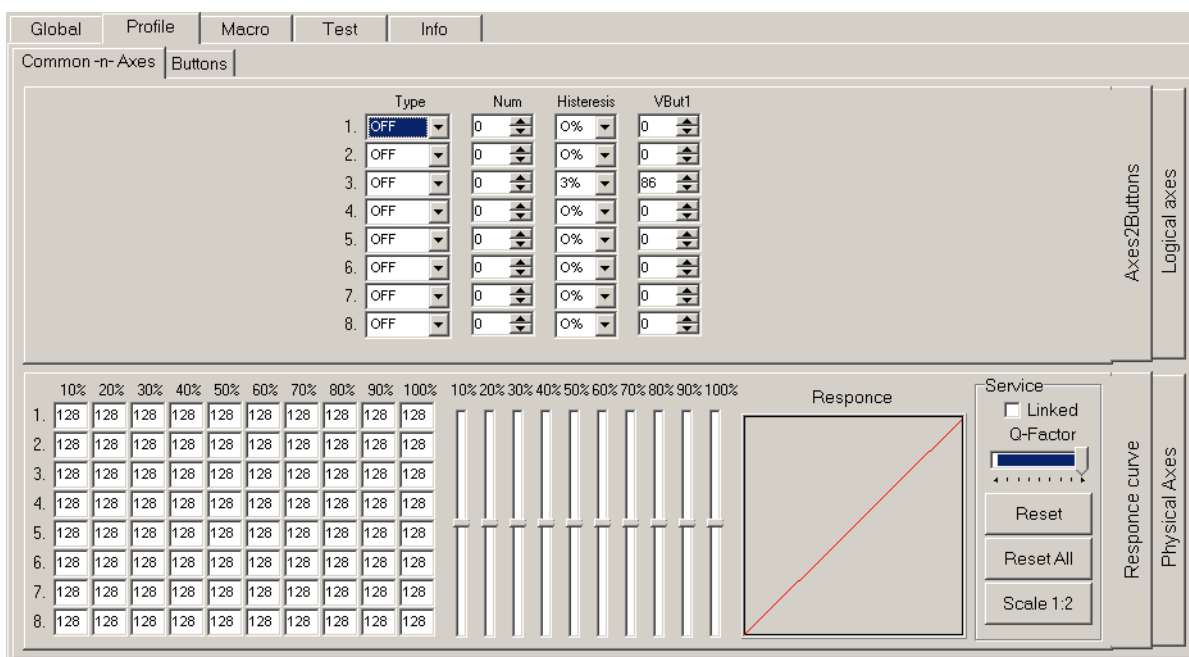 Global Profile Macro Test Info
Common -n- Axes Buttons
Type Num Histeresis VBut1
1. OFF 0 0% 0
2. OFF 0 0% 0
3. OFF 0 3% 86
4. OFF 0 0% 0
5. OFF 0 0% 0
6. OFF 0 0% 0
7. OFF 0 0% 0
8. OFF 0 0% 0
Axes2Buttons
Logical axes
10% 20% 30% 40% 50% 60% 70% 80% 90% 100%
1. 128 128 128 128 128 128 128 128 128 128
2. 128 128 128 128 128 128 128 128 128 128
3. 128 128 128 128 128 128 128 128 128 128
4. 128 128 128 128 128 128 128 128 128 128
5. 128 128 128 128 128 128 128 128 128 128
6. 128 128 128 128 128 128 128 128 128 128
7. 128 128 128 128 128 128 128 128 128 128
8. 128 128 128 128 128 128 128 128 128 128
10% 20% 30% 40% 50% 60% 70% 80% 90% 100%
Responce
Service
Linked
Q-Factor
Reset
Reset All
Scale 1:2
Responce curve
Physical Axes